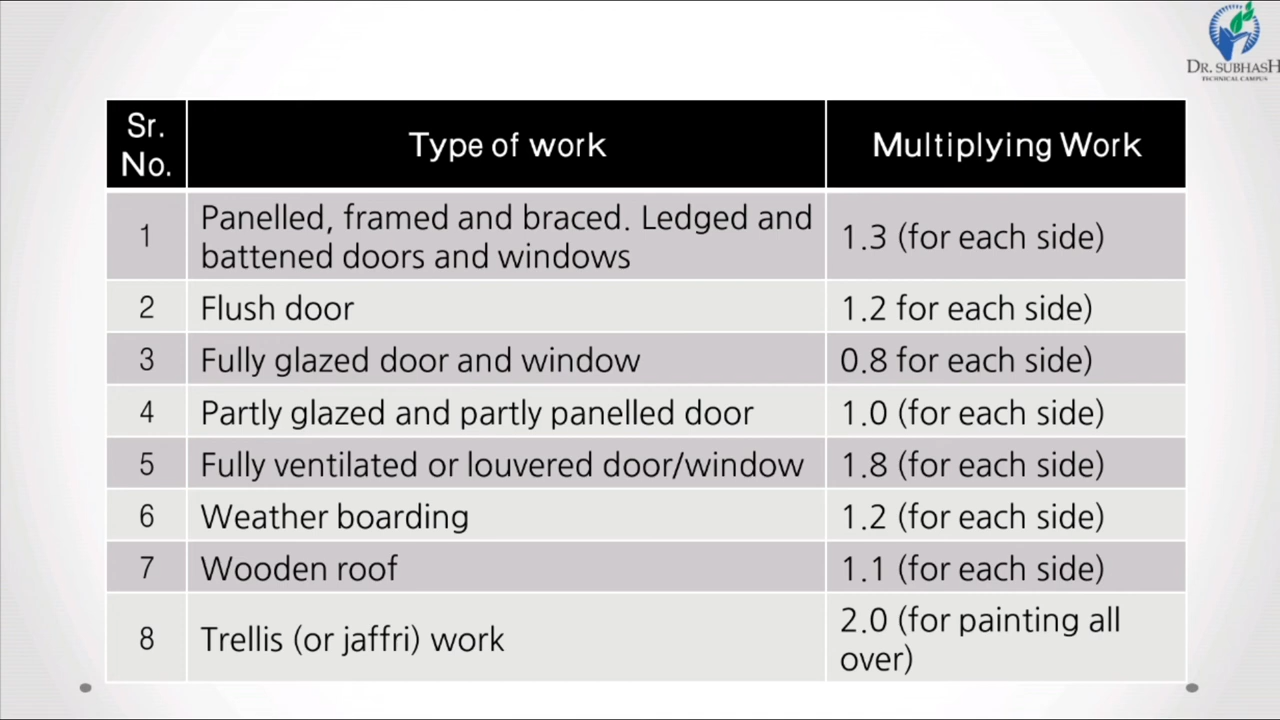 DR. SUBHASH
TECHNICAL CAMPUS
Sr. No. Type of work Multiplying Work
1 Panelled, framed and braced. Ledged and battened doors and windows 1.3 (for each side)
2 Flush door 1.2 for each side)
3 Fully glazed door and window 0.8 for each side)
4 Partly glazed and partly panelled door 1.0 (for each side)
5 Fully ventilated or louvered door/window 1.8 (for each side)
6 Weather boarding 1.2 (for each side)
7 Wooden roof 1.1 (for each side)
8 Trellis (or jaffri) work 2.0 (for painting all over)